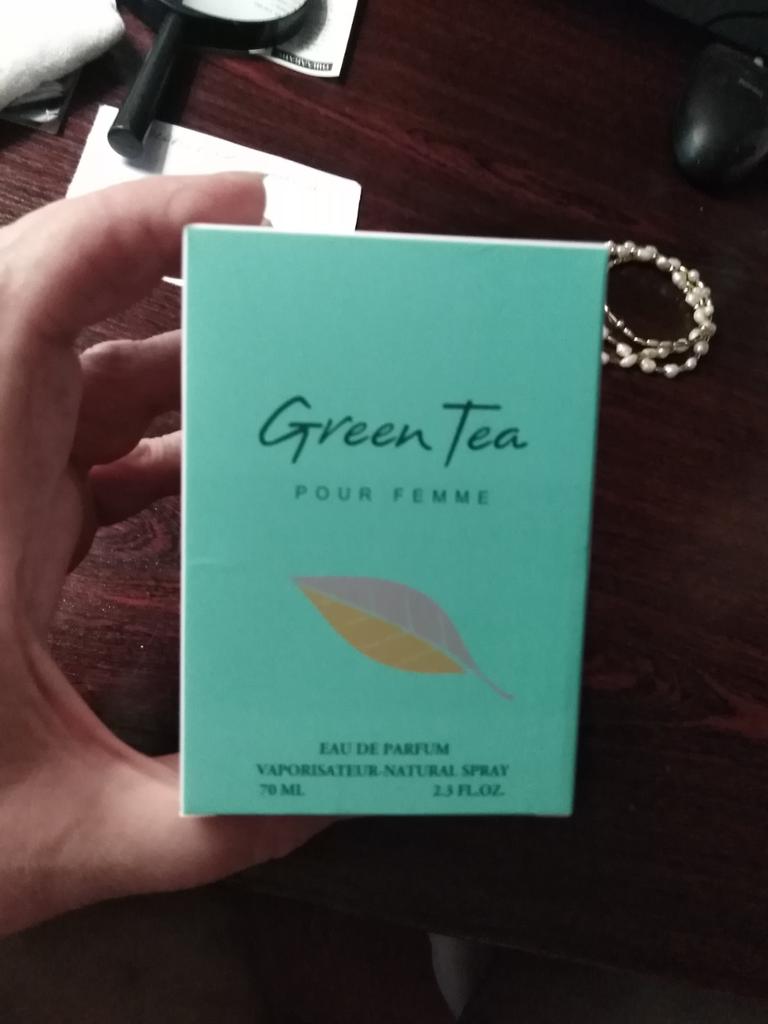 Green Tea
POUR FEMME
EAU DE PARFUM
VAPORISATEUR-NATURAL SPRAY
70 ML 2.3 FL.OZ.